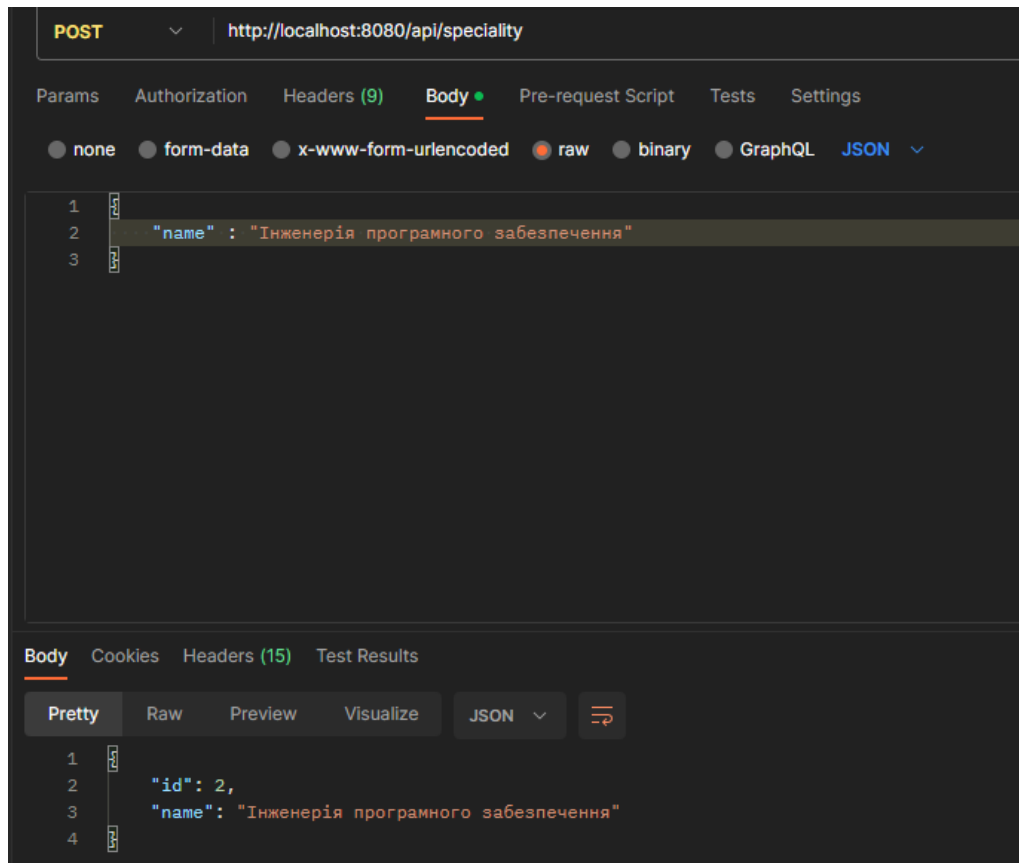 POST http://localhost:8080/api/speciality
Params Authorization Headers (9) Body Pre-request Script Tests Settings
none form-data x-www-form-urlencoded raw binary GraphQL JSON
1 {
2 "name" : "Інженерія програмного забезпечення"
3 }
Body Cookies Headers (15) Test Results
Pretty Raw Preview Visualize JSON
1 {
2 "id": 2,
3 "name": "Інженерія програмного забезпечення"
4 }